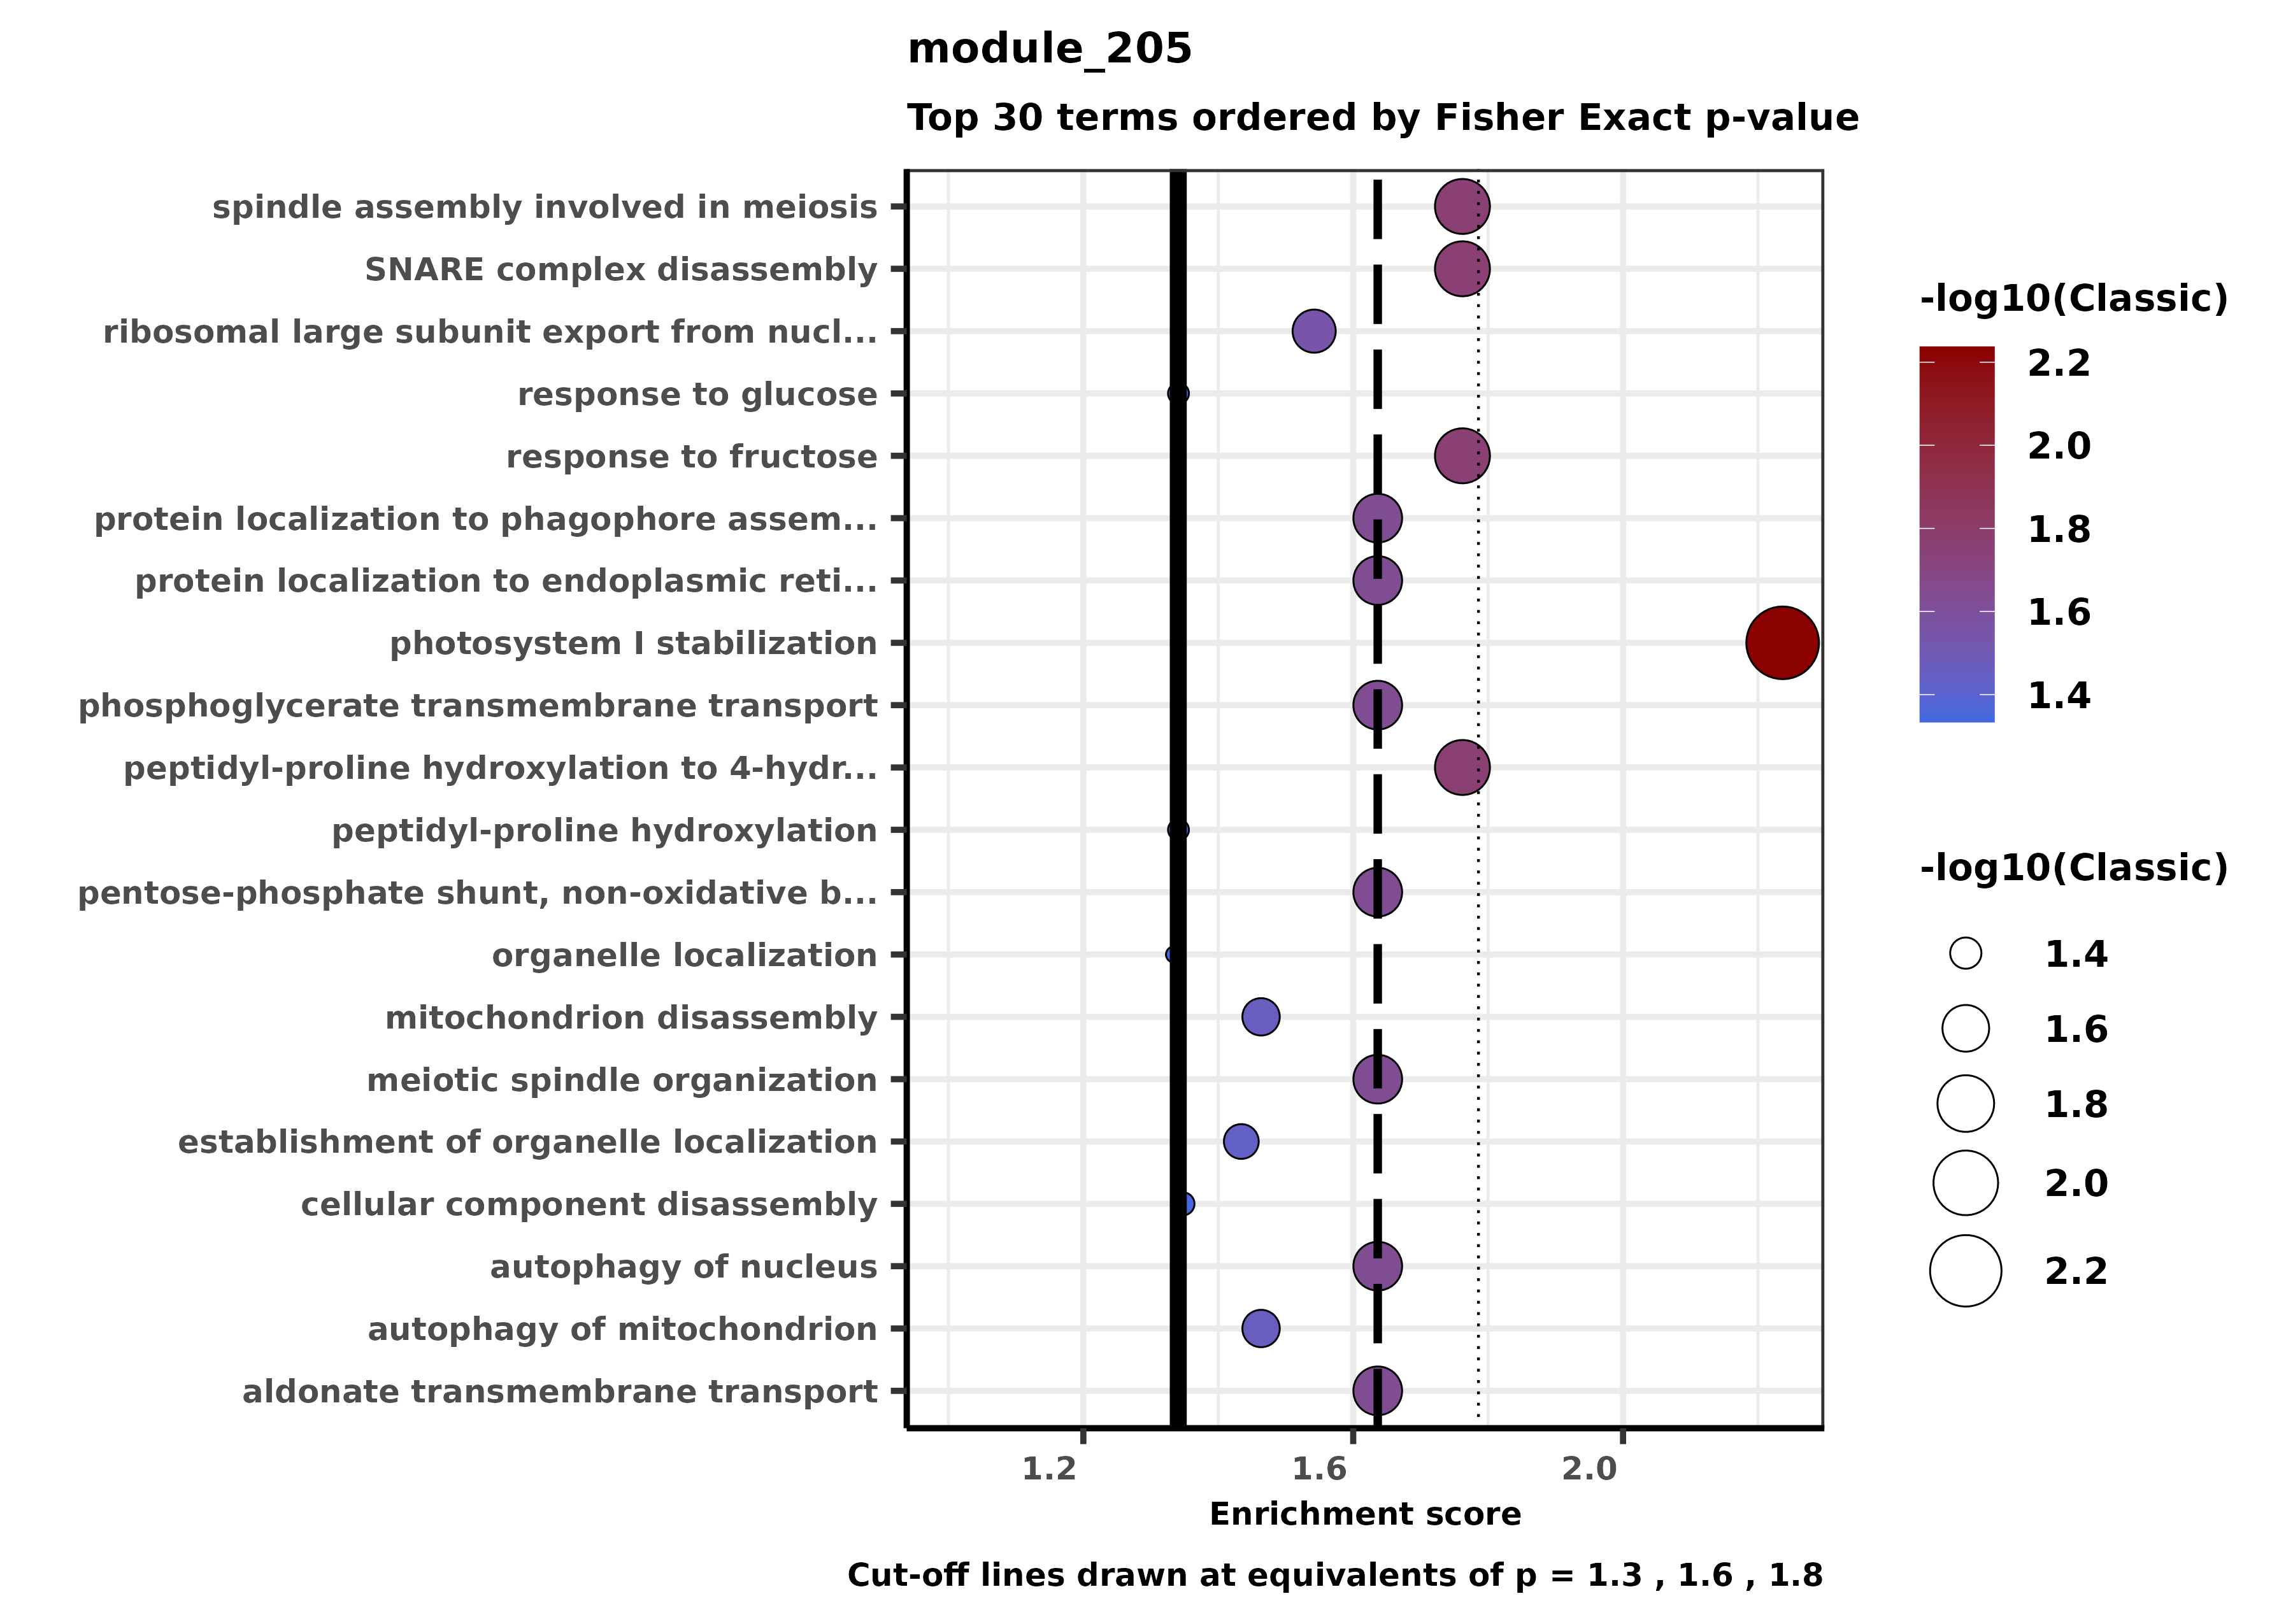 module_205
Top 30 terms ordered by Fisher Exact p-value
spindle assembly involved in meiosis
SNARE complex disassembly
ribosomal large subunit export from nucl...
response to glucose
response to fructose
protein localization to phagophore assem...
protein localization to endoplasmic reti...
photosystem I stabilization
phosphoglycerate transmembrane transport
peptidyl-proline hydroxylation to 4-hydr...
peptidyl-proline hydroxylation
pentose-phosphate shunt, non-oxidative b...
organelle localization
mitochondrion disassembly
meiotic spindle organization
establishment of organelle localization
cellular component disassembly
autophagy of nucleus
autophagy of mitochondrion
aldonate transmembrane transport
1.2 1.6 2.0
Enrichment score
Cut-off lines drawn at equivalents of p = 1.3 , 1.6 , 1.8
-log10(Classic)
2.2
2.0
1.8
1.6
1.4
-log10(Classic)
1.4
1.6
1.8
2.0
2.2